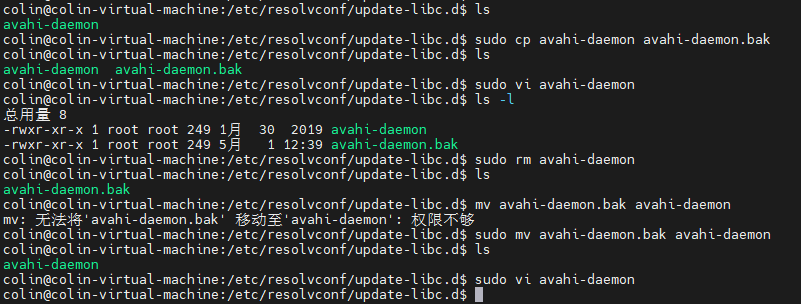 colin@colin-virtual-machine:/etc/resolvconf/update-libc.d$ ls
avahi-daemon
colin@colin-virtual-machine:/etc/resolvconf/update-libc.d$ sudo cp avahi-daemon avahi-daemon.bak
colin@colin-virtual-machine:/etc/resolvconf/update-libc.d$ ls
avahi-daemon  avahi-daemon.bak
colin@colin-virtual-machine:/etc/resolvconf/update-libc.d$ sudo vi avahi-daemon
colin@colin-virtual-machine:/etc/resolvconf/update-libc.d$ ls -l
总用量 8
-rwxr-xr-x 1 root root 249 1月  30  2019 avahi-daemon
-rwxr-xr-x 1 root root 249 5月   1 12:39 avahi-daemon.bak
colin@colin-virtual-machine:/etc/resolvconf/update-libc.d$ sudo rm avahi-daemon
colin@colin-virtual-machine:/etc/resolvconf/update-libc.d$ ls
avahi-daemon.bak
colin@colin-virtual-machine:/etc/resolvconf/update-libc.d$ mv avahi-daemon.bak avahi-daemon
mv: 无法将'avahi-daemon.bak' 移动至'avahi-daemon': 权限不够
colin@colin-virtual-machine:/etc/resolvconf/update-libc.d$ sudo mv avahi-daemon.bak avahi-daemon
colin@colin-virtual-machine:/etc/resolvconf/update-libc.d$ ls
avahi-daemon
colin@colin-virtual-machine:/etc/resolvconf/update-libc.d$ sudo vi avahi-daemon
colin@colin-virtual-machine:/etc/resolvconf/update-libc.d$